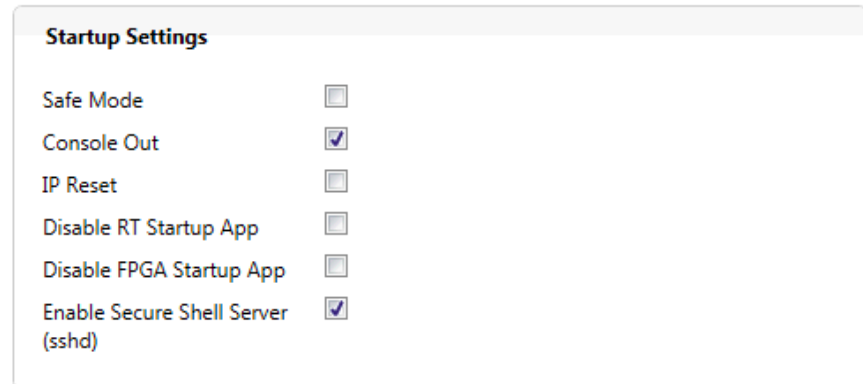 Startup Settings
Safe Mode
Console Out
IP Reset
Disable RT Startup App
Disable FPGA Startup App
Enable Secure Shell Server
(sshd)